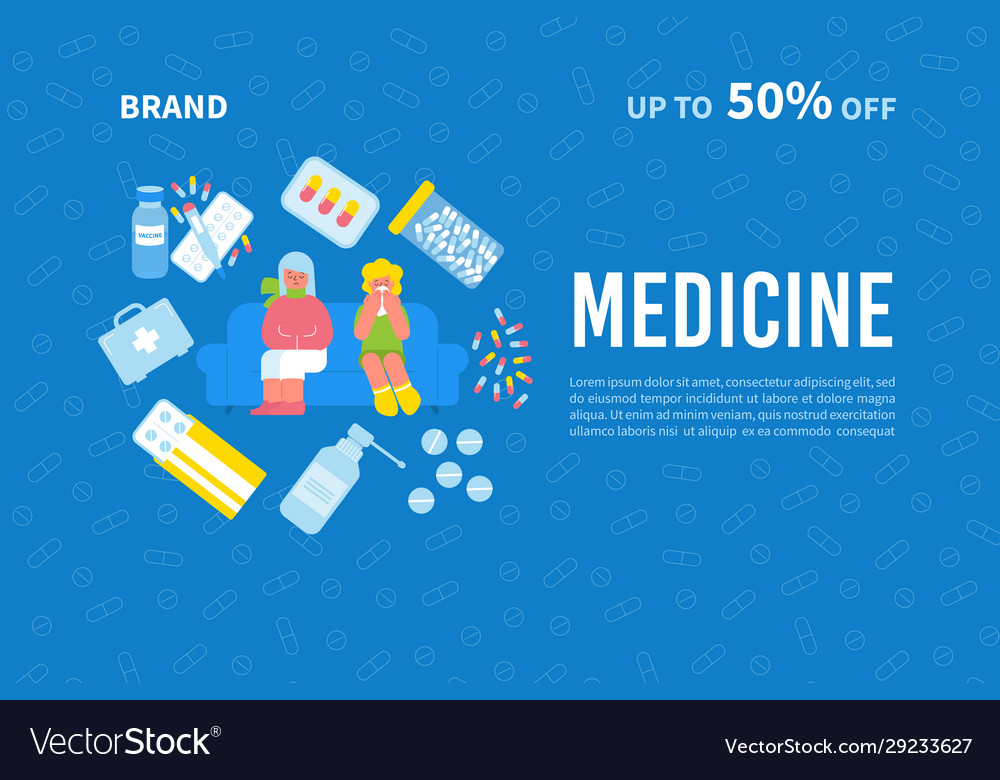 BRAND
UP TO 50% OFF
VACCINE
MEDICINE
Lorem ipsum dolor sit amet, consectetur adipiscing elit, sed
do eiusmod tempor incididunt ut labore et dolore magna
aliqua. Ut enim ad minim veniam, quis nostrud exercitation
ullamco laboris nisi ut aliquip ex ea commodo consequat
VectorStock®
VectorStock.com/29233627